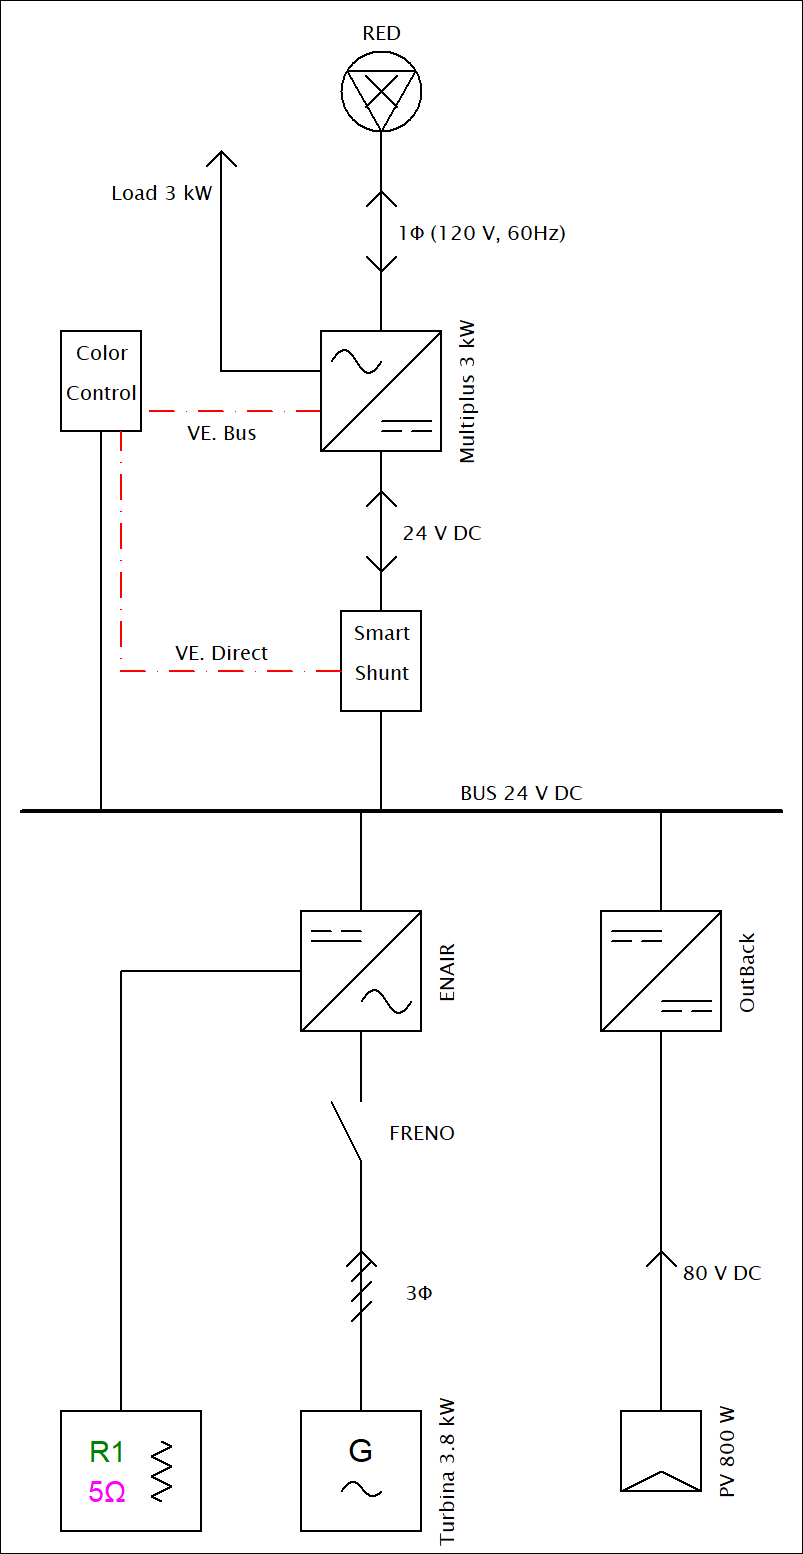 RED
Load 3 kW
1Φ (120 V, 60Hz)
Color
Control
VE. Bus
Multiplus 3 kW
24 V DC
Smart
Shunt
VE. Direct
BUS 24 V DC
ENAIR
OutBack
FRENO
3Φ
80 V DC
R1
5Ω
G
Turbina 3.8 kW
PV 800 W